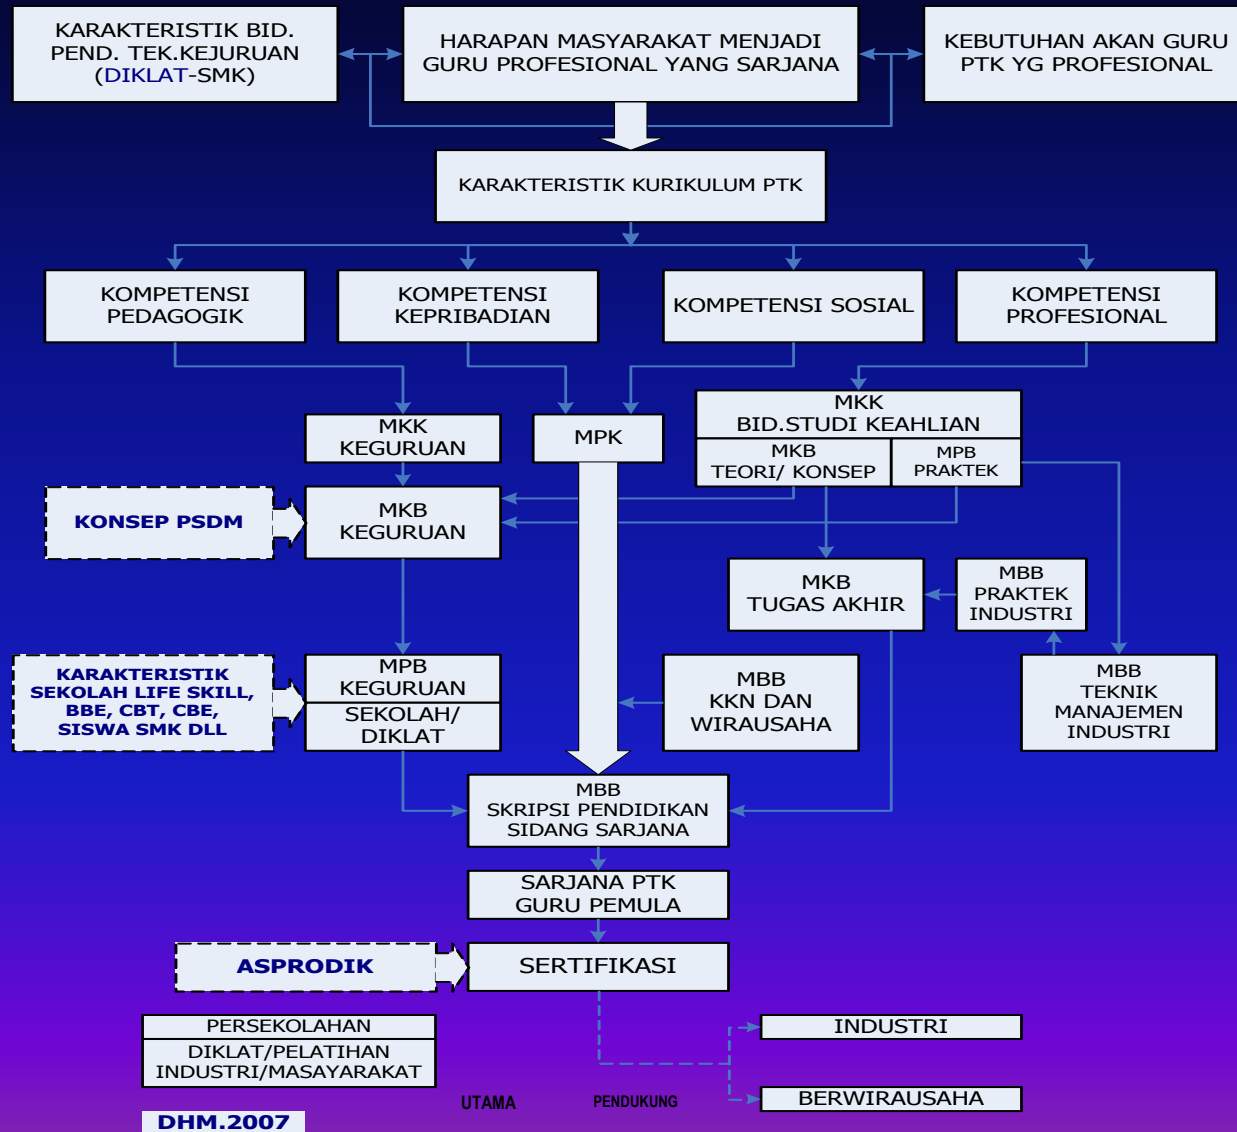 KARAKTERISTIK BID.
PEND. TEK.KEJURUAN
(DIKLAT-SMK)
HARAPAN MASYARAKAT MENJADI
GURU PROFESIONAL YANG SARJANA
KEBUTUHAN AKAN GURU
PTK YG PROFESIONAL
KARAKTERISTIK KURIKULUM PTK
KOMPETENSI
PEDAGOGIK
KOMPETENSI
KEPRIBADIAN
KOMPETENSI SOSIAL
KOMPETENSI
PROFESIONAL
MKK
KEGURUAN
MPK
MKK
BID.STUDI KEAHLIAN
MKB
TEORI/ KONSEP
MPB
PRAKTEK
KONSEP PSDM
MKB
KEGURUAN
MKB
TUGAS AKHIR
MBB
PRAKTEK
INDUSTRI
KARAKTERISTIK
SEKOLAH LIFE SKILL,
BBE, CBT, CBE,
SISWA SMK DLL
MPB
KEGURUAN
SEKOLAH/
DIKLAT
MBB
KKN DAN
WIRAUSAHA
MBB
TEKNIK
MANAJEMEN
INDUSTRI
MBB
SKRIPSI PENDIDIKAN
SIDANG SARJANA
SARJANA PTK
GURU PEMULA
ASPRODIK
SERTIFIKASI
PERSEKOLAHAN
DIKLAT/PELATIHAN
INDUSTRI/MASAYARAKAT
INDUSTRI
BERWIRAUSAHA
UTAMA
PENDUKUNG
DHM.2007